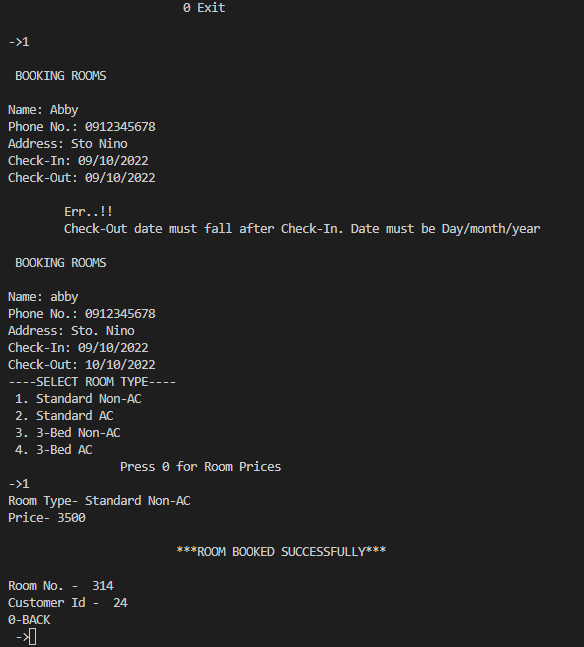 0 Exit
->1
BOOKING ROOMS
Name: Abby
Phone No.: 0912345678
Address: Sto Nino
Check-In: 09/10/2022
Check-Out: 09/10/2022
Err..!!
Check-Out date must fall after Check-In. Date must be Day/month/year
BOOKING ROOMS
Name: abby
Phone No.: 0912345678
Address: Sto. Nino
Check-In: 09/10/2022
Check-Out: 10/10/2022
----SELECT ROOM TYPE----
1. Standard Non-AC
2. Standard AC
3. 3-Bed Non-AC
4. 3-Bed AC
Press 0 for Room Prices
->1
Room Type- Standard Non-AC
Price- 3500
***ROOM BOOKED SUCCESSFULLY***
Room No. - 314
Customer Id - 24
0-BACK
->